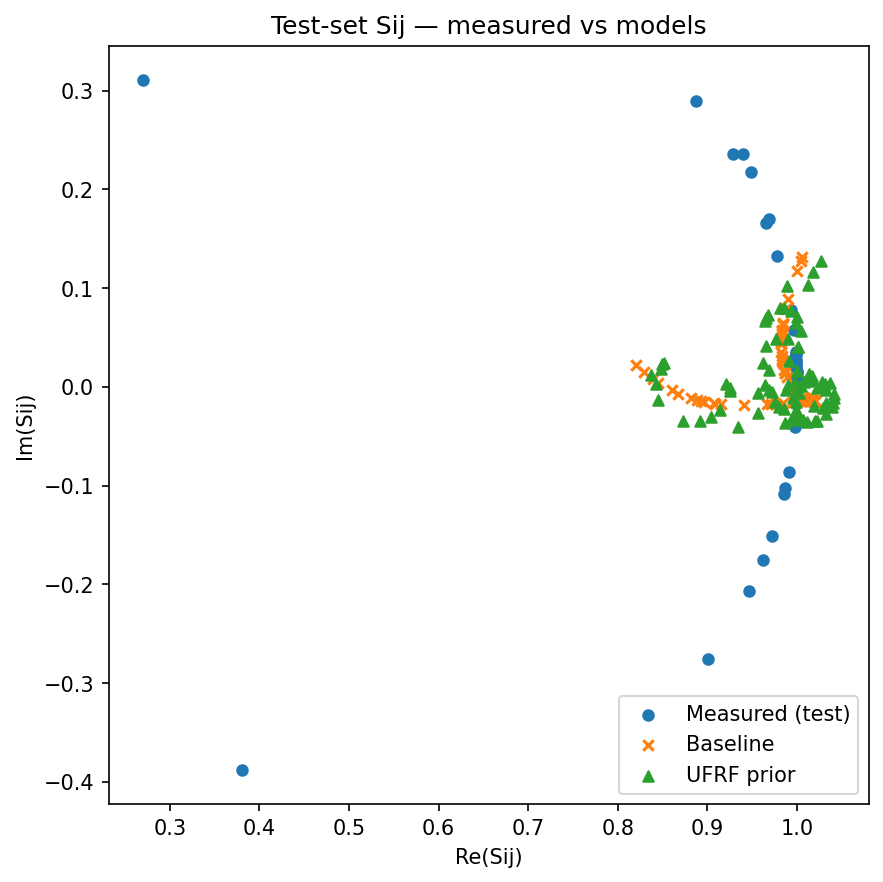 Test-set Sij — measured vs models
Im(Sij)
0.3
0.2
0.1
0.0
−0.1
−0.2
−0.3
−0.4
0.3 0.4 0.5 0.6 0.7 0.8 0.9 1.0
Re(Sij)
Measured (test)
Baseline
UFRF prior